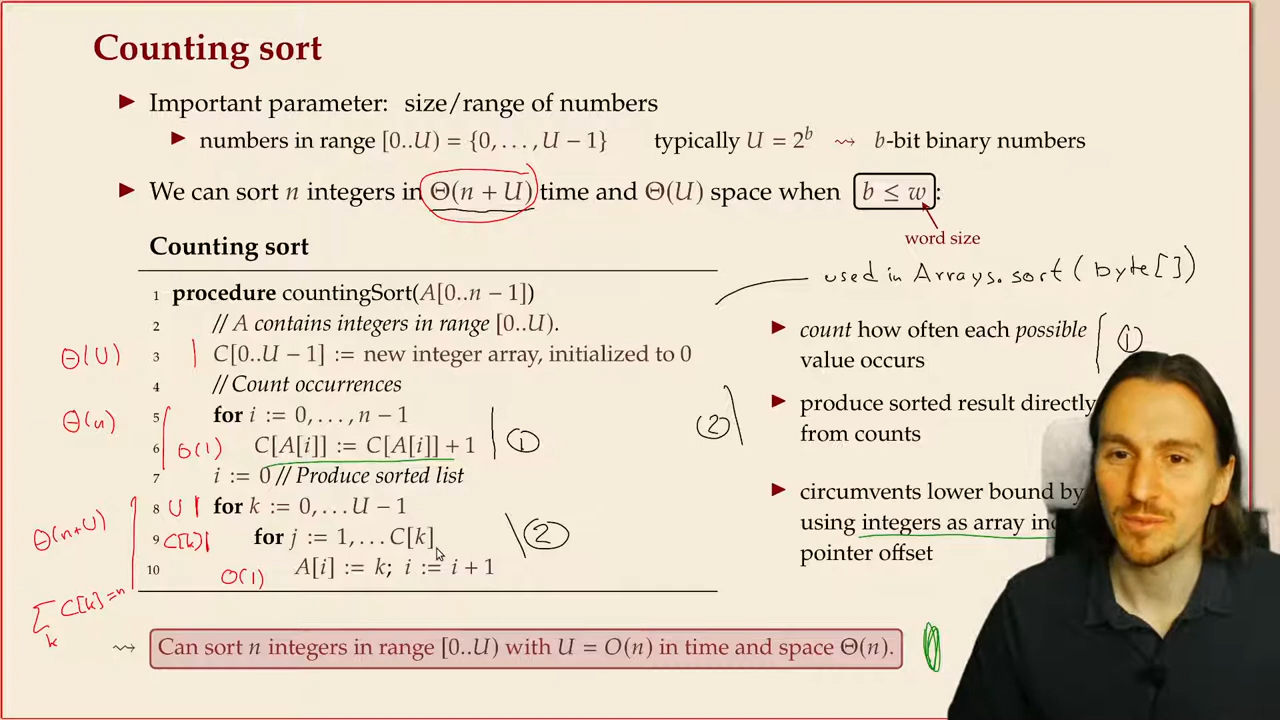 Counting sort
▶ Important parameter: size/range of numbers
▶ numbers in range [0..U) = {0, . . . , U − 1} typically U = 2^b ⇝ b-bit binary numbers
▶ We can sort n integers in Θ(n + U) time and Θ(U) space when b ≤ w:
word size
Counting sort
used in Arrays.sort(byte[])
1 procedure countingSort(A[0..n − 1])
2 // A contains integers in range [0..U).
Θ(U) 3 C[0..U − 1] := new integer array, initialized to 0
4 // Count occurrences
Θ(n) 5 for i := 0, . . . , n − 1
Θ(1) 6 C[A[i]] := C[A[i]] + 1 ①
7 i := 0 // Produce sorted list
8 U for k := 0, . . . U − 1
Θ(n+U) 9 C[k] for j := 1, . . . C[k] ②
10 O(1) A[i] := k; i := i + 1
∑ C[k] = n
k
▶ count how often each possible
value occurs ①
② ▶ produce sorted result directly
from counts
▶ circumvents lower bound by
using integers as array
pointer offset
⇝ Can sort n integers in range [0..U) with U = O(n) in time and space Θ(n).